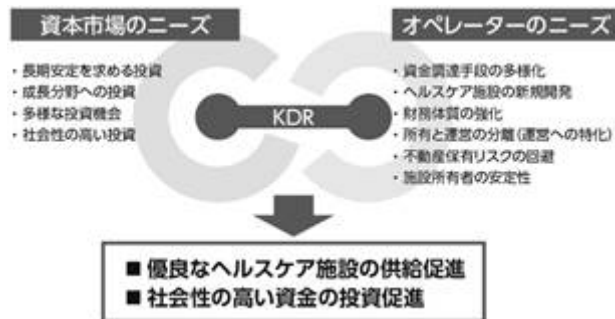 資本市場のニーズ
・長期安定を求める投資
・成長分野への投資
・多様な投資機会
・社会性の高い投資
KDR
オペレーターのニーズ
・資金調達手段の多様化
・ヘルスケア施設の新規開発
・財務体質の強化
・所有と運営の分離(運営への特化)
・不動産保有リスクの回避
・施設所有者の安定性
■ 優良なヘルスケア施設の供給促進
■ 社会性の高い資金の投資促進